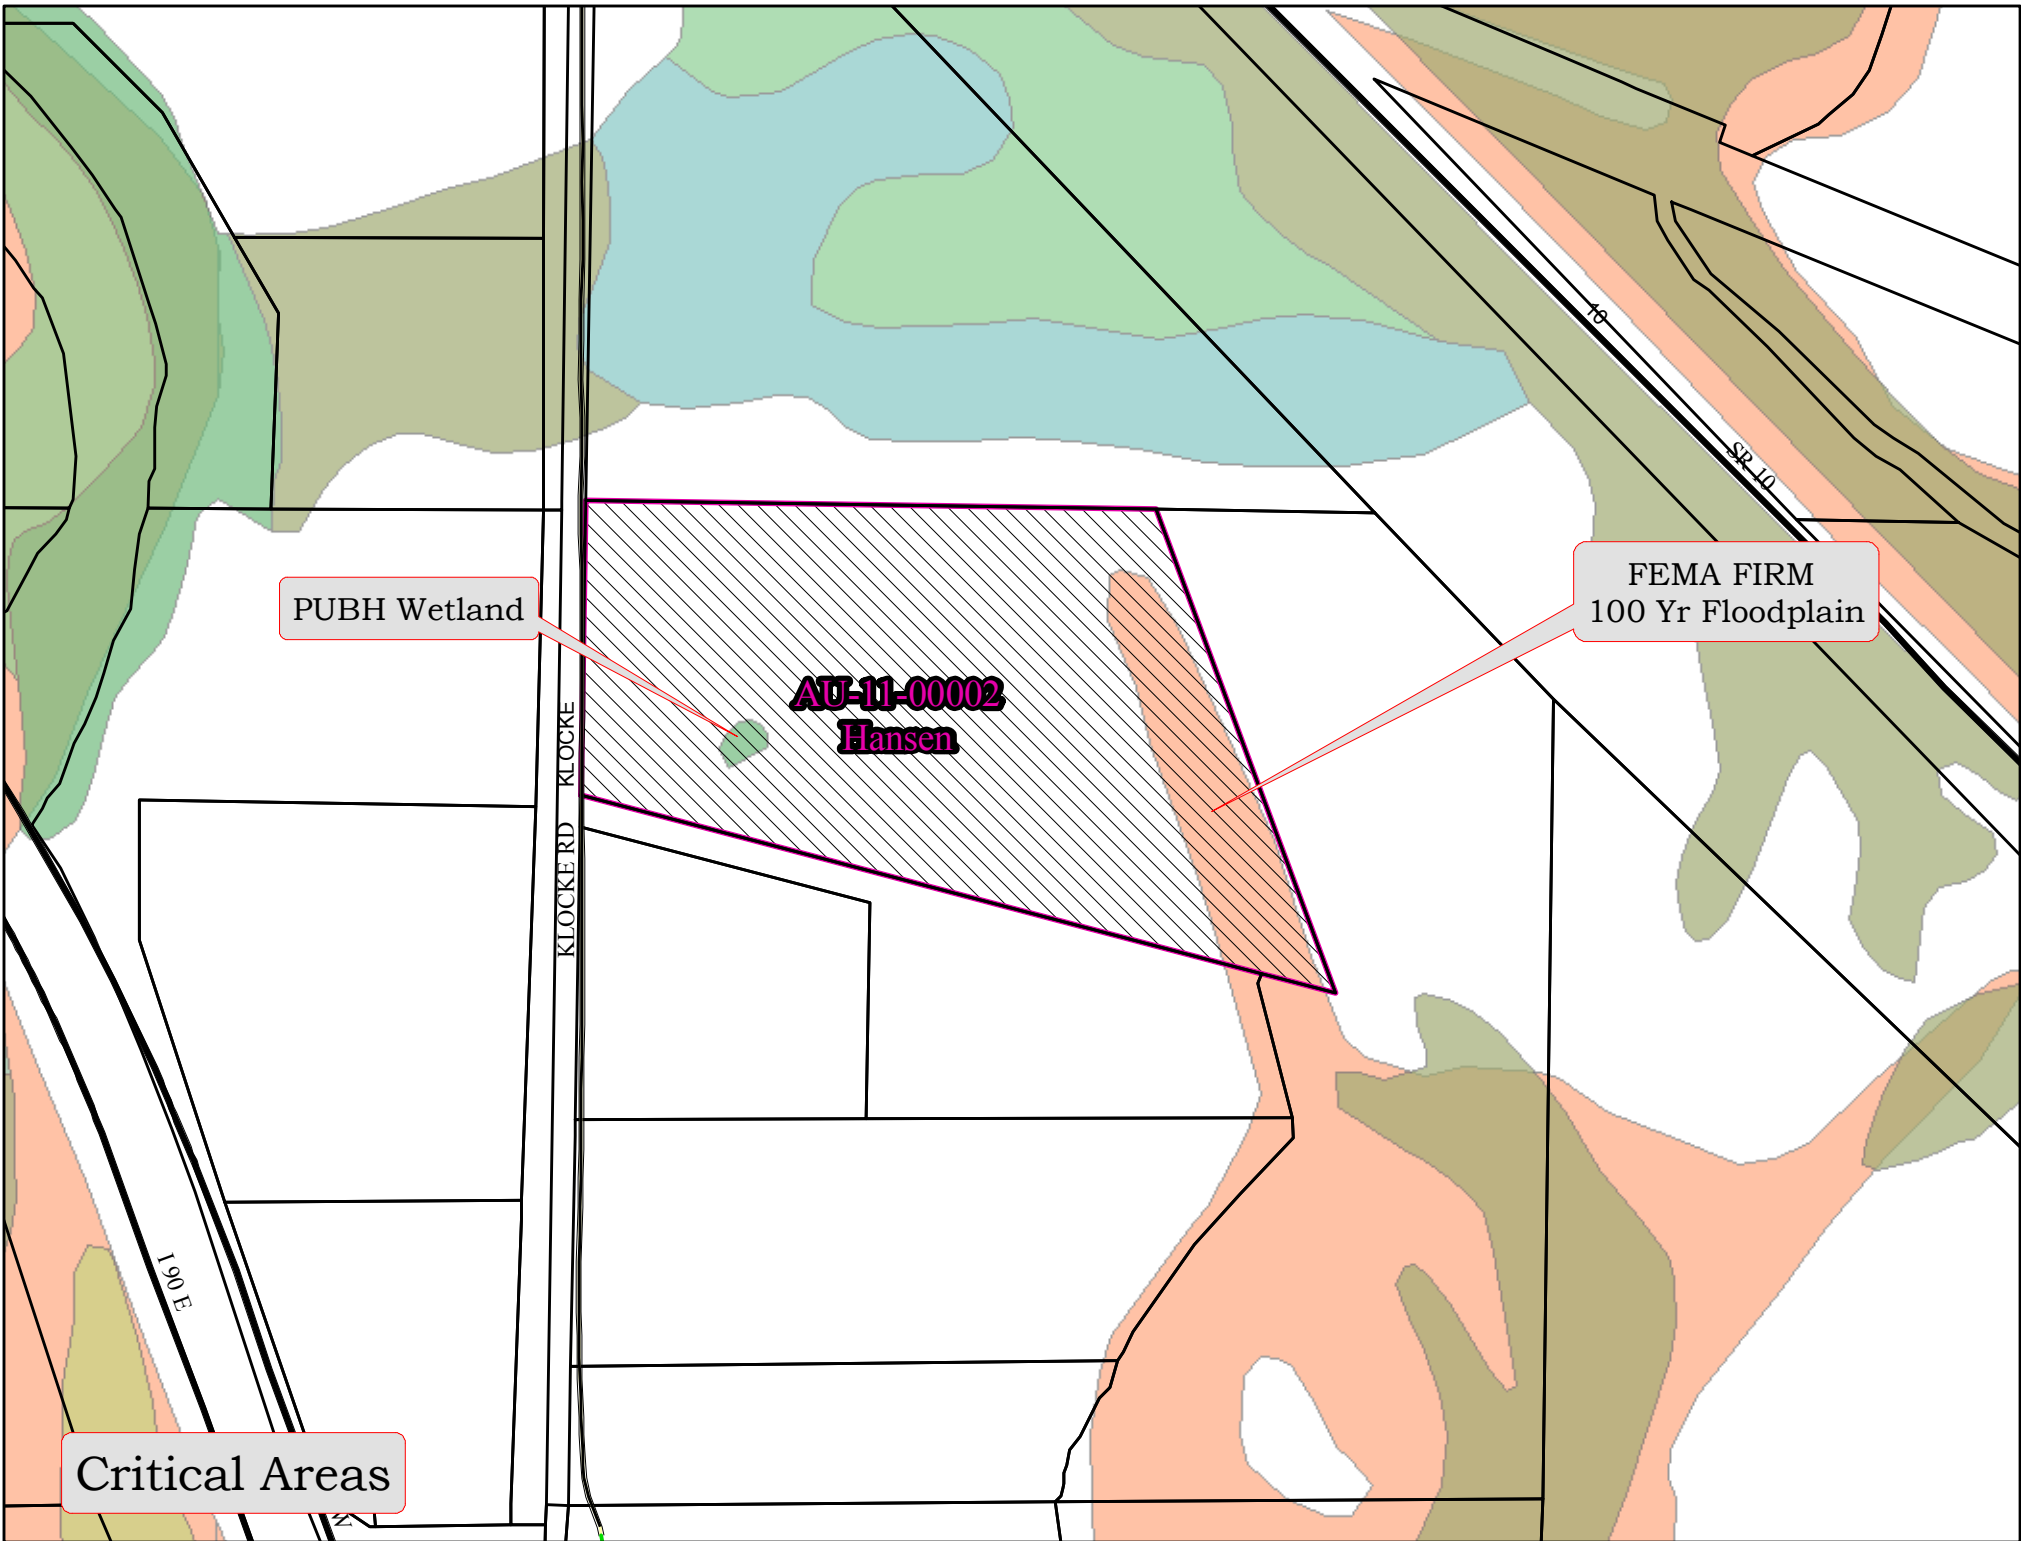 10
SR 10
FEMA FIRM
100 Yr Floodplain
PUBH Wetland
AU-11-00002
Hansen
KLOCKE
KLOCKE RD
I 90 E
Critical Areas
W